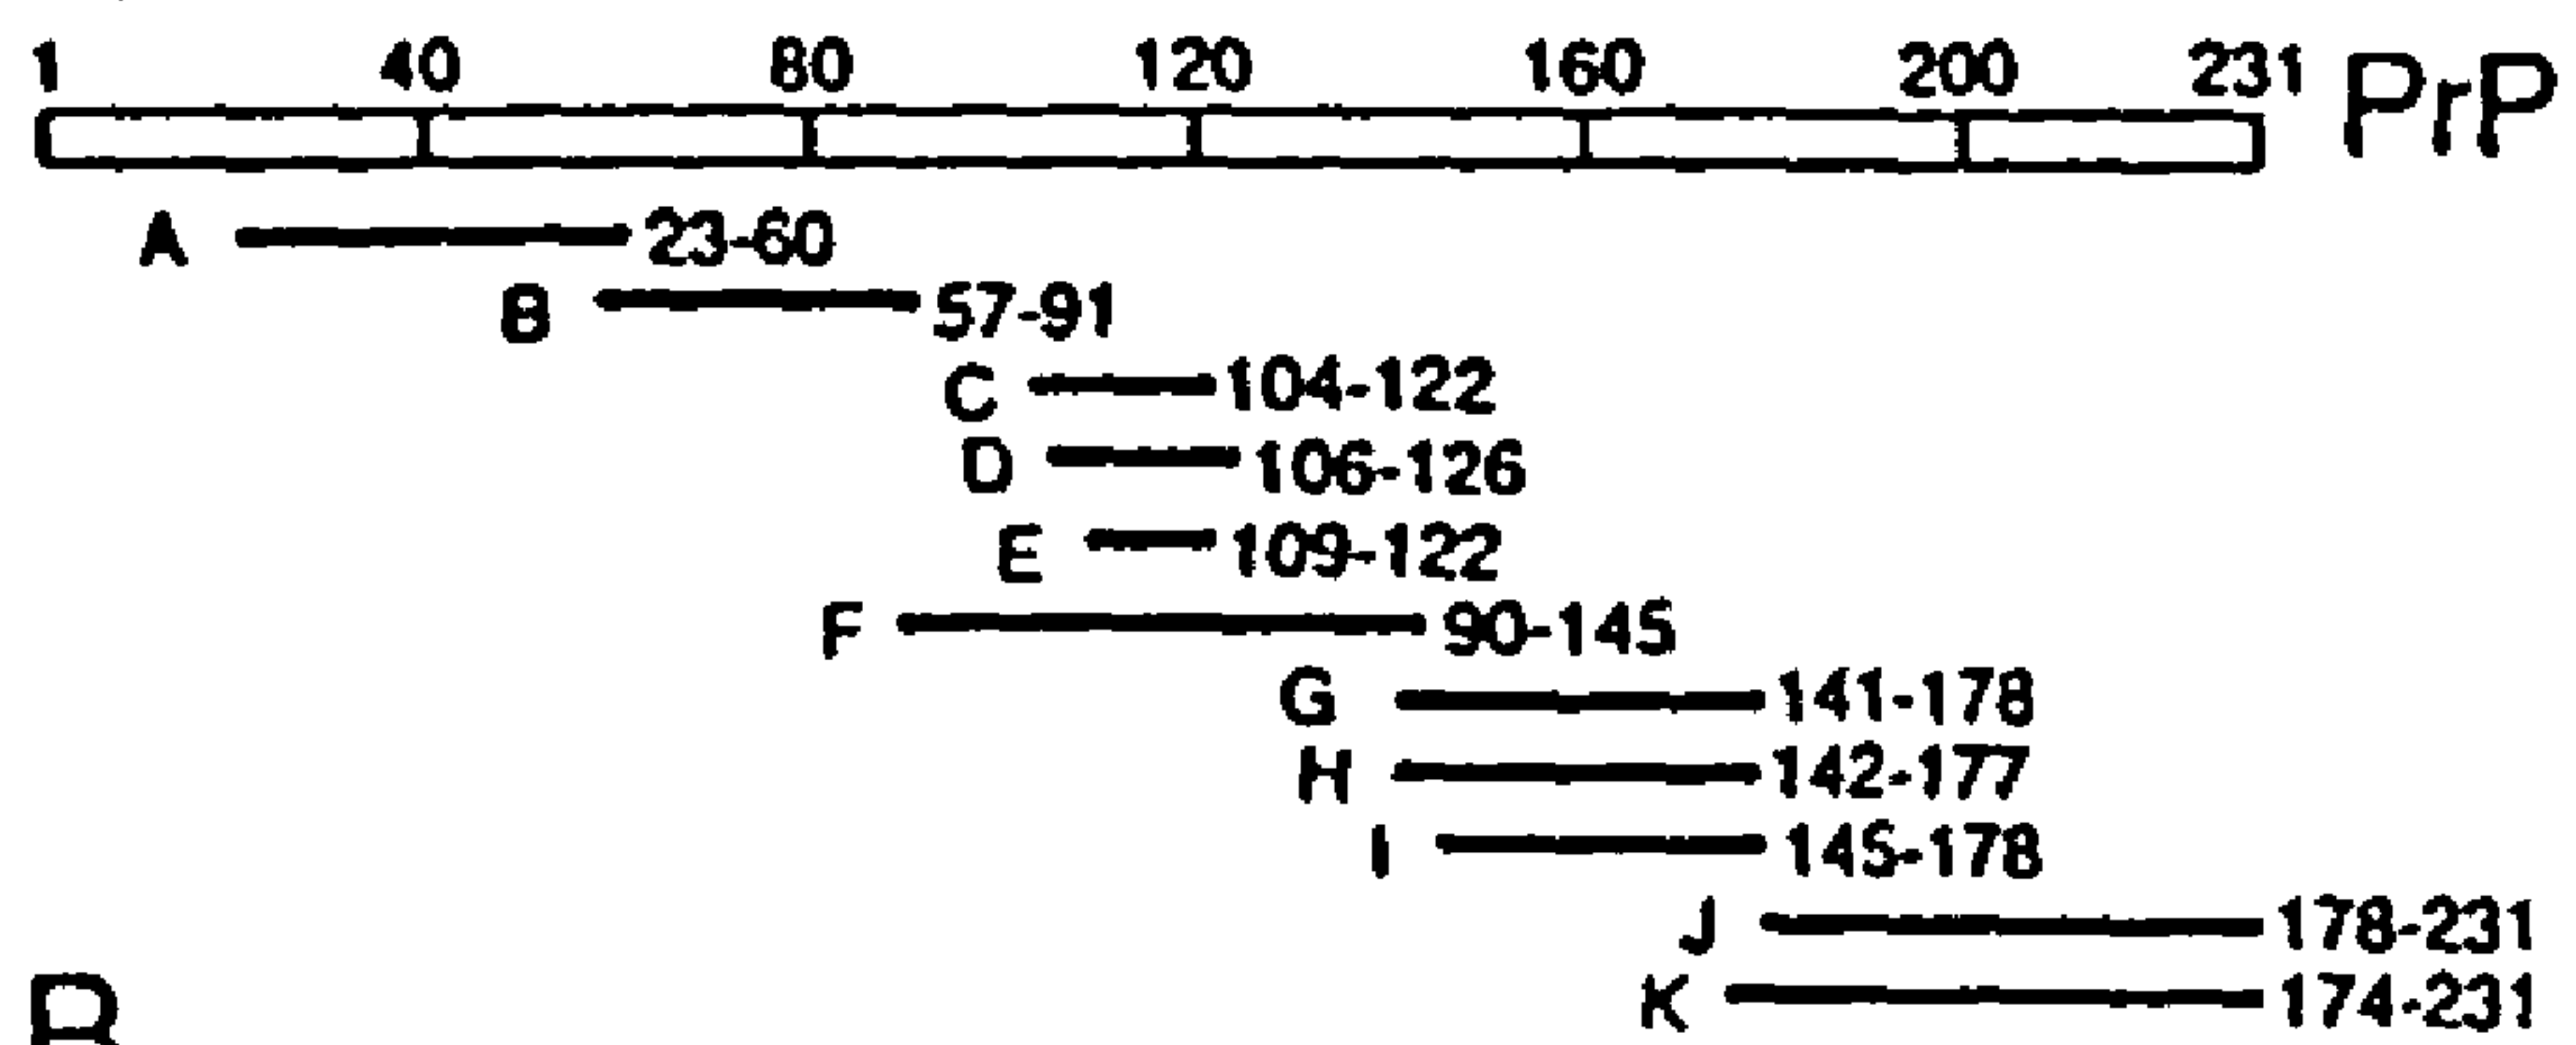 1 40 80 120 160 200 231 PrP
A 23-60
B 57-91
C 104-122
D 106-126
E 109-122
F 90-145
G 141-178
H 142-177
I 145-178
J 178-231
K 174-231
B